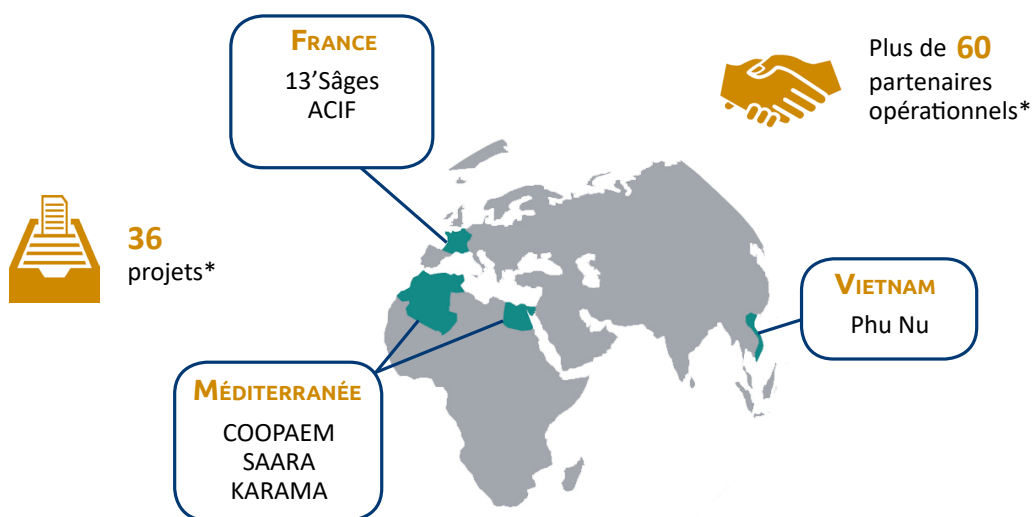 FRANCE
13'Sâges
ACIF
Plus de 60
partenaires
opérationnels*
36
projets*
VIETNAM
Phu Nu
MÉDITERRANÉE
COOPAEM
SAARA
KARAMA